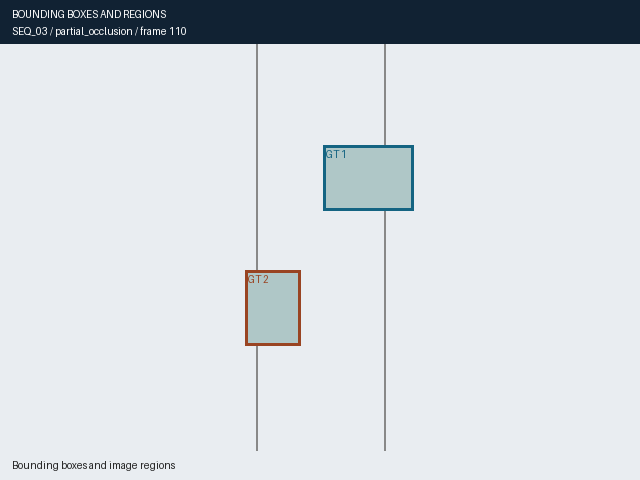 BOUNDING BOXES AND REGIONS
SEQ_03 / partial_occlusion / frame 110
GT1
GT2
Bounding boxes and image regions